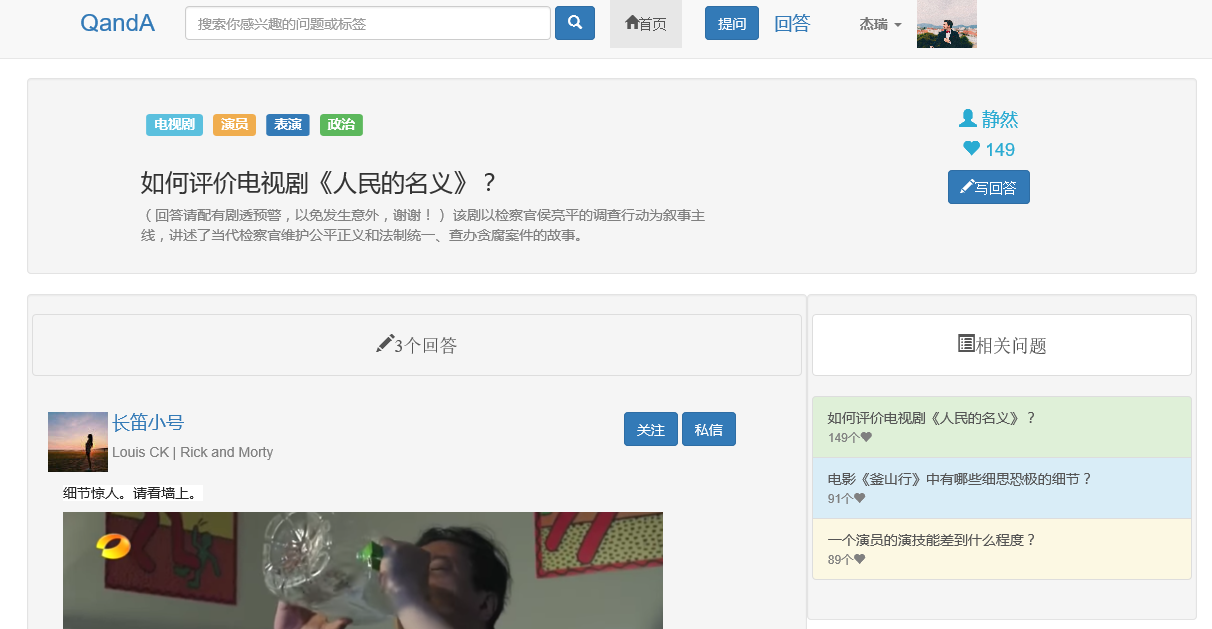 QandA
搜索你感兴趣的问题或标签
首页
提问
回答
杰瑞
电视剧
演员
表演
政治
静然
149
如何评价电视剧《人民的名义》？
写回答
（回答请配有剧透预警，以免发生意外，谢谢！）该剧以检察官侯亮平的调查行动为叙事主
线，讲述了当代检察官维护公平正义和法制统一、查办贪腐案件的故事。
3个回答
长笛小号
Louis CK | Rick and Morty
关注
私信
细节惊人。请看墙上。
相关问题
如何评价电视剧《人民的名义》？
149个
电影《釜山行》中有哪些细思恐极的细节？
91个
一个演员的演技能差到什么程度？
89个